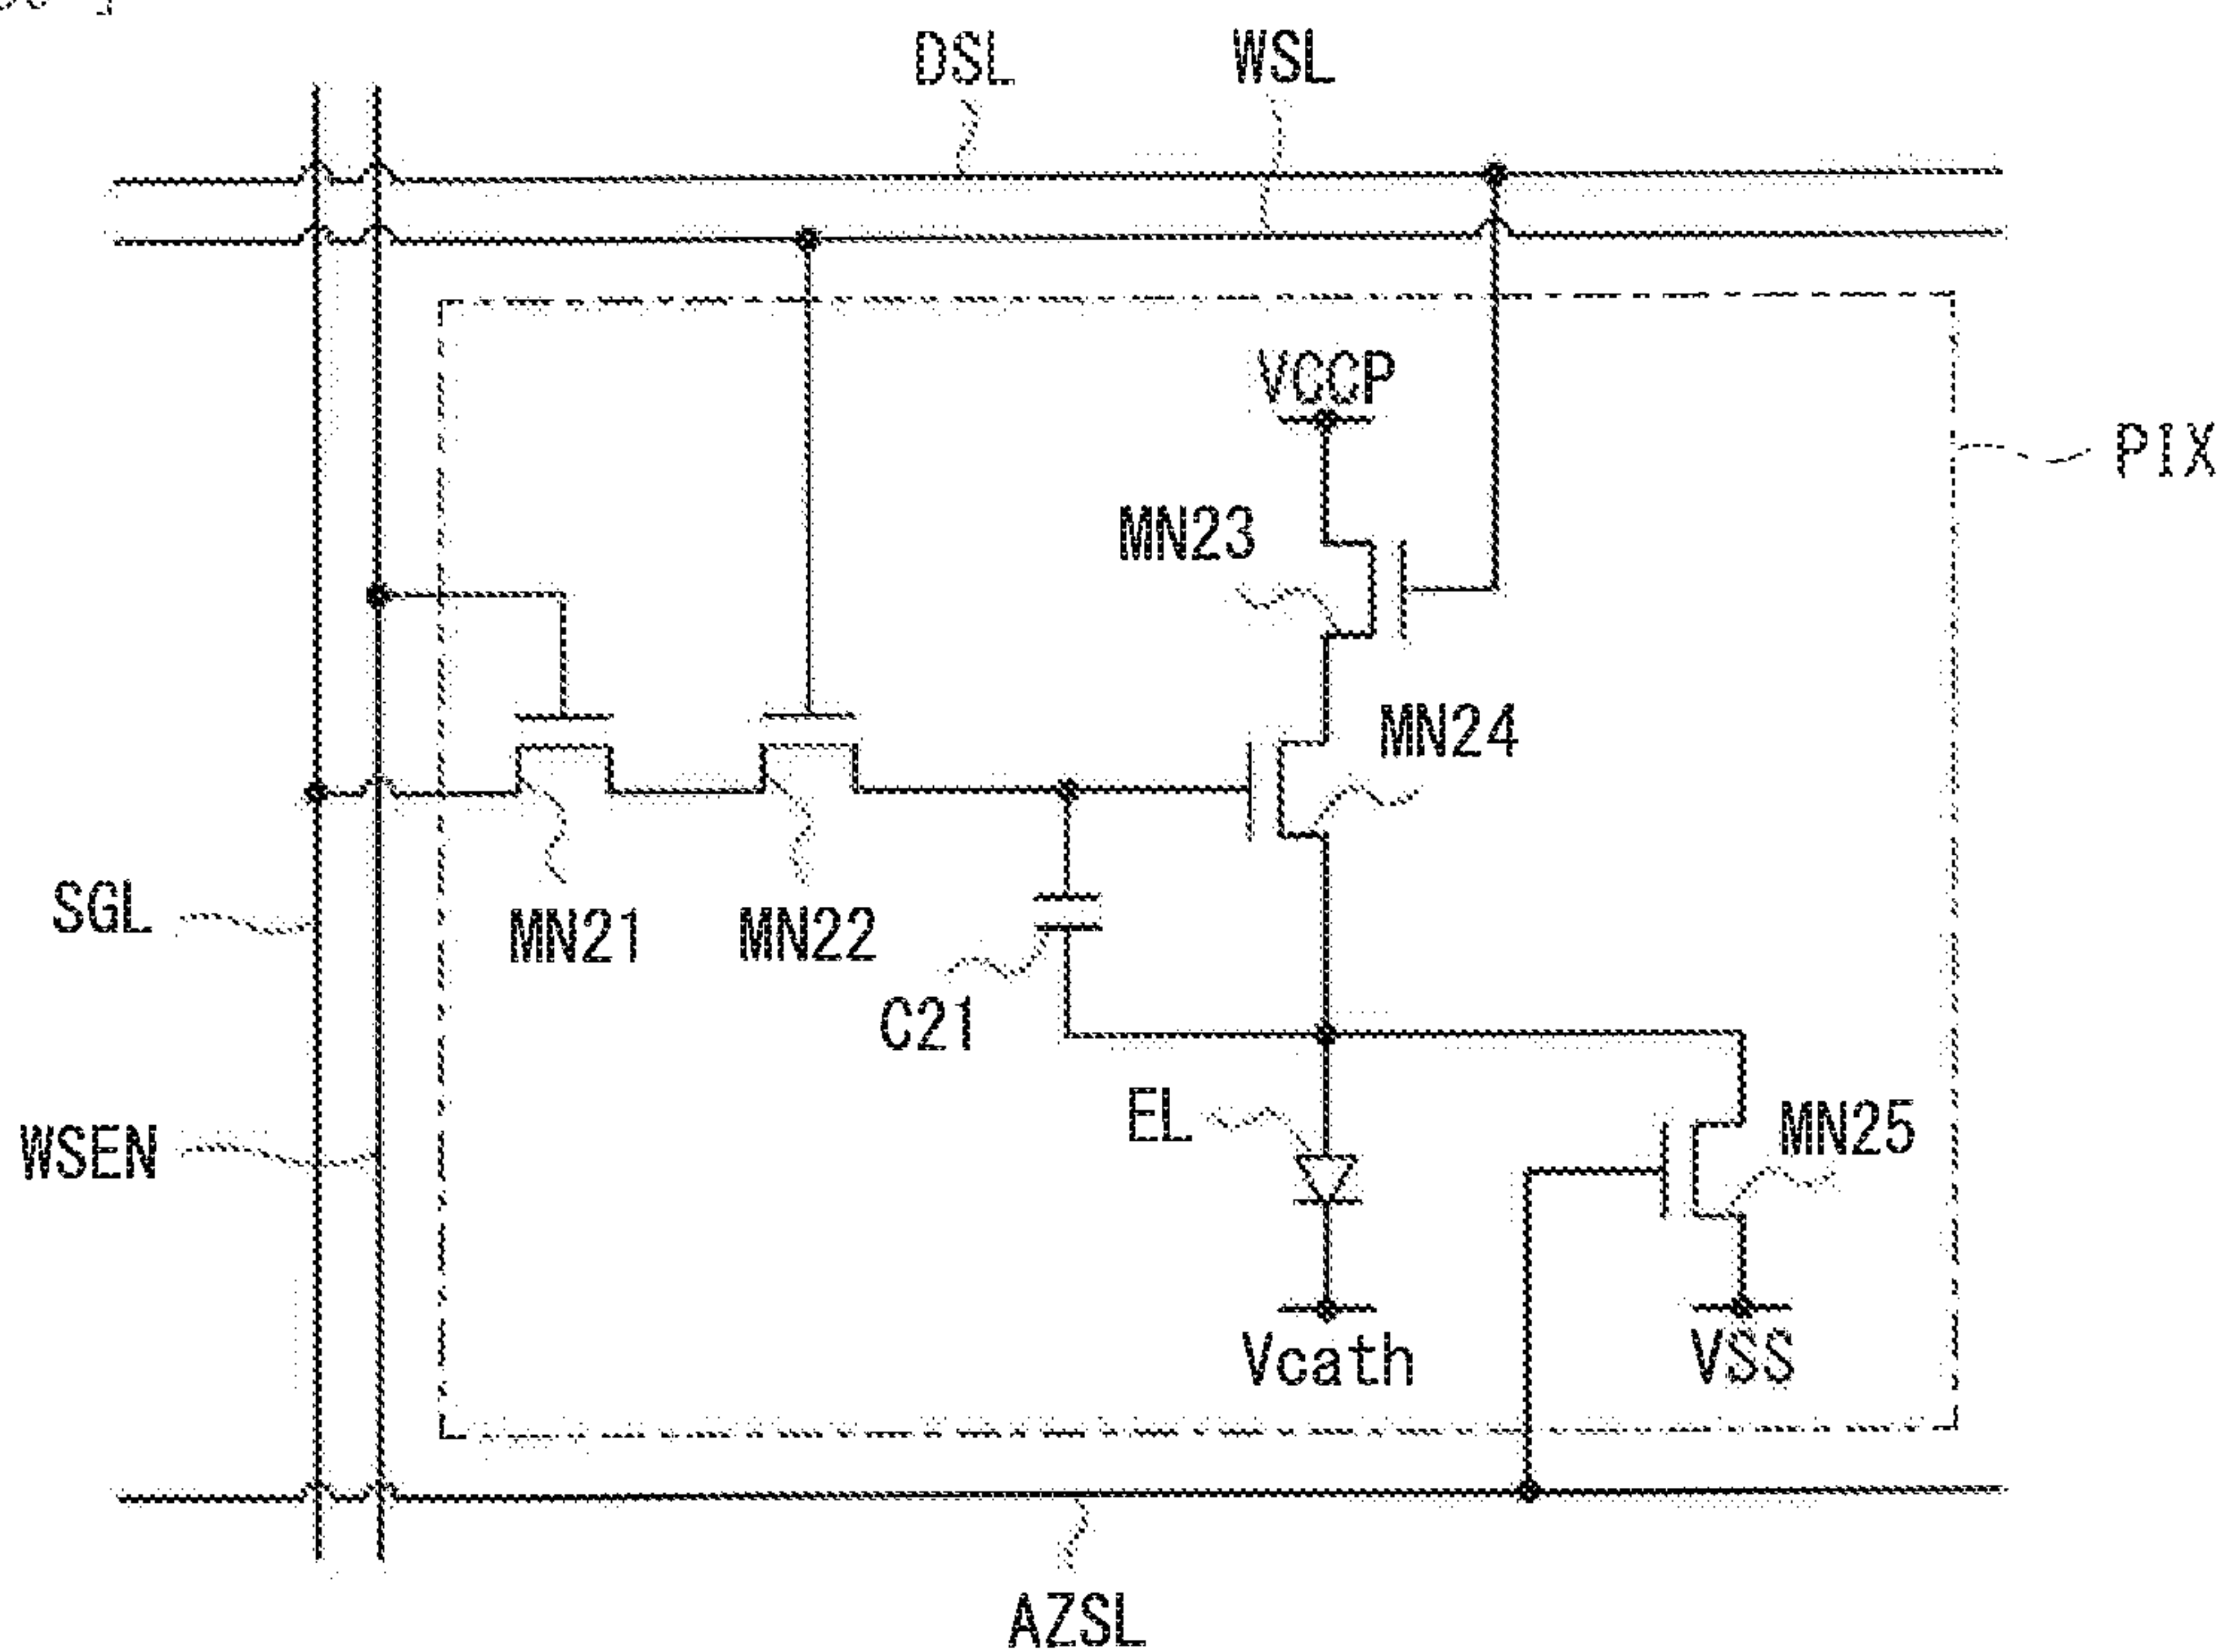 DSL
WSL
VCCP
PIX
MN23
MN24
SGL
MN21
MN22
C21
EL
MN25
WSEN
Vcath
VSS
AZSL